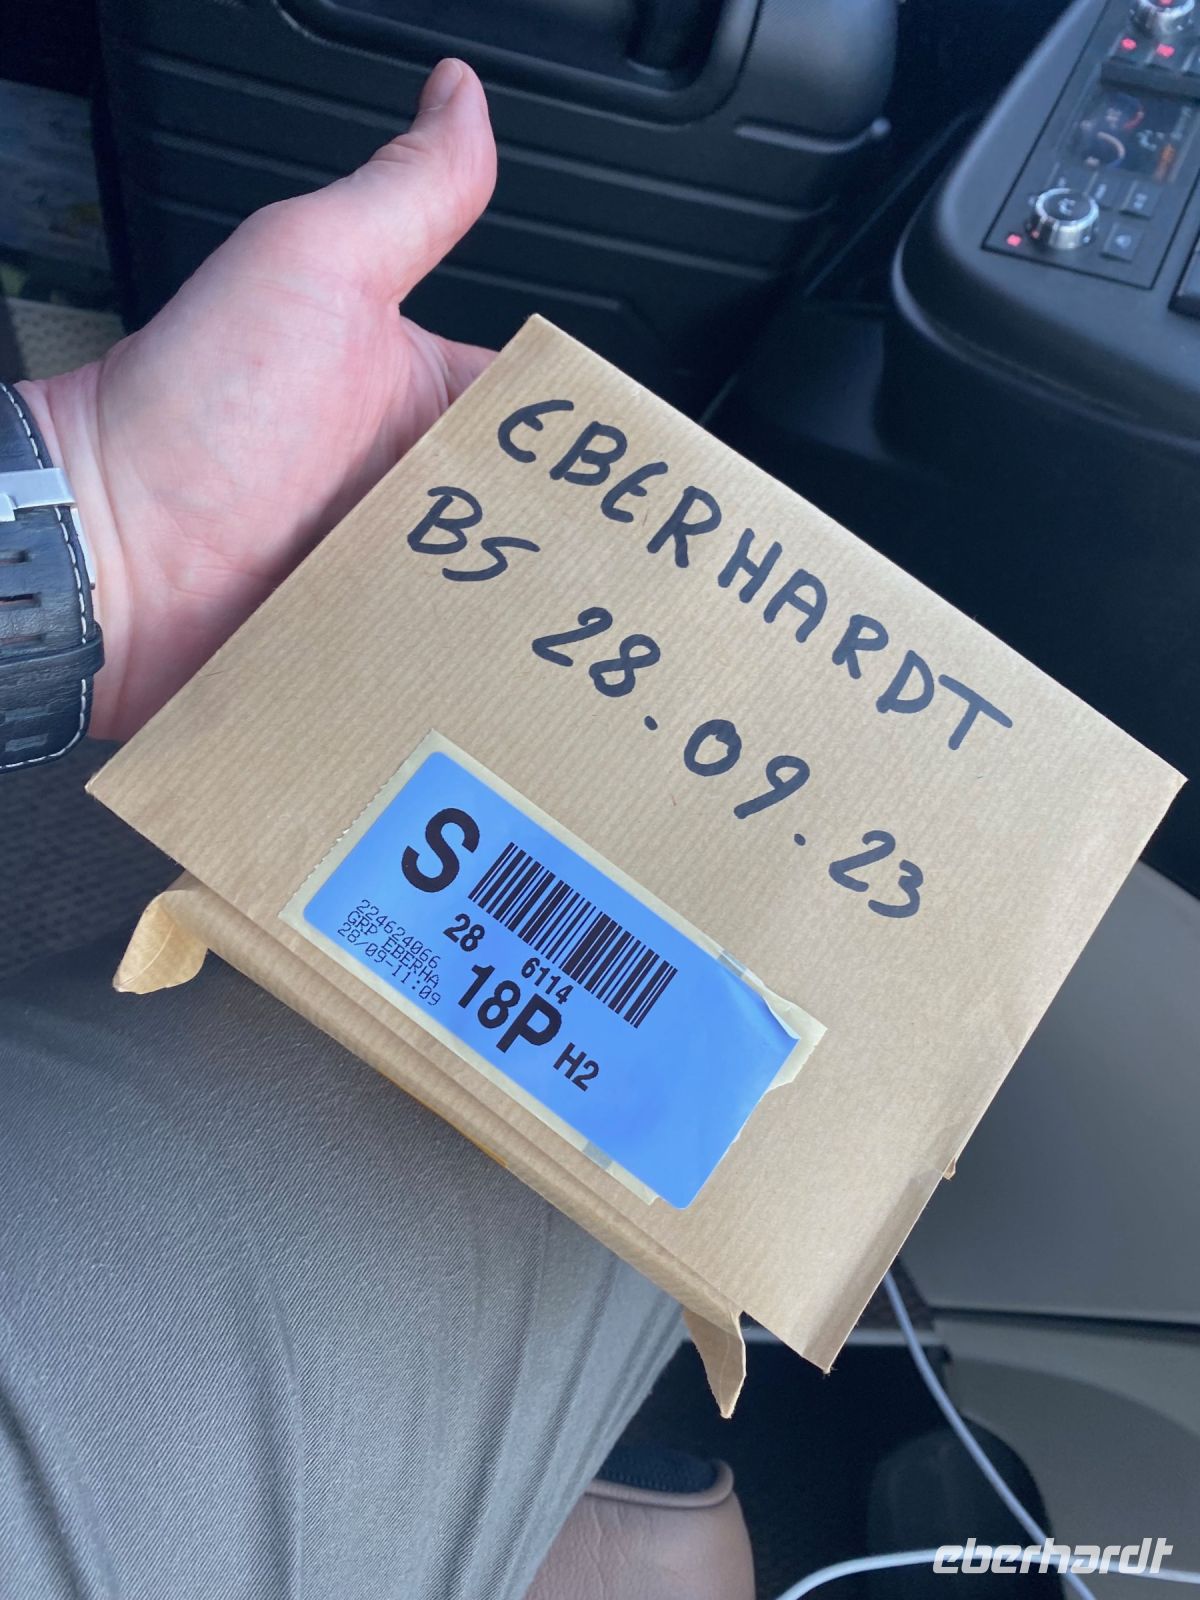 EBERHARDT
BS 28.09.23
S
28 6114
18P H2
224624066
GRP EBERHA
28/09-11:09
eberhardt